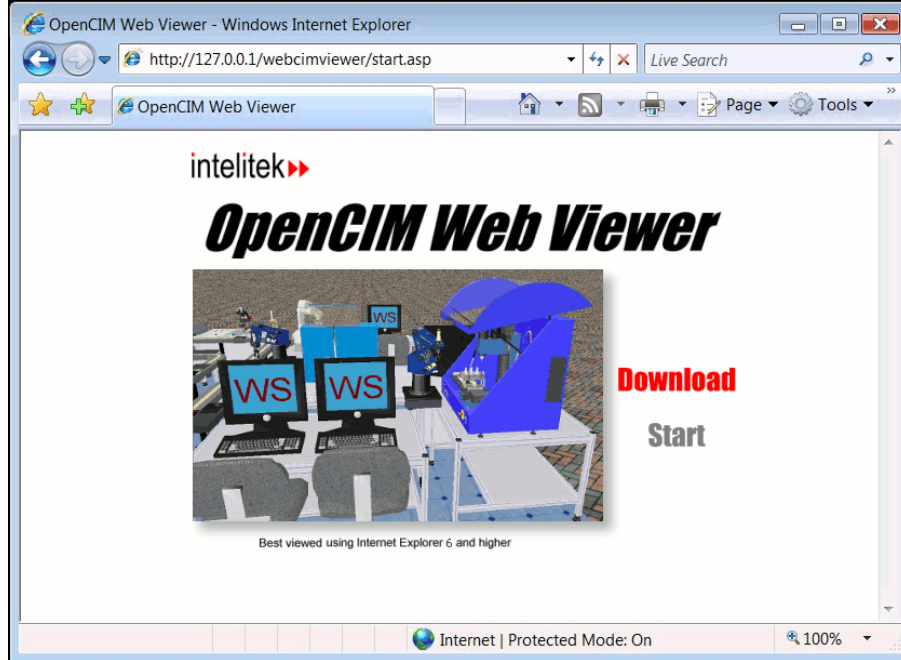 OpenCIM Web Viewer - Windows Internet Explorer
http://127.0.0.1/webcimviewer/start.asp
Live Search
OpenCIM Web Viewer
Page
Tools
intelitek
OpenCIM Web Viewer
WS
WS
WS
Download
Start
Best viewed using Internet Explorer 6 and higher
Internet | Protected Mode: On
100%